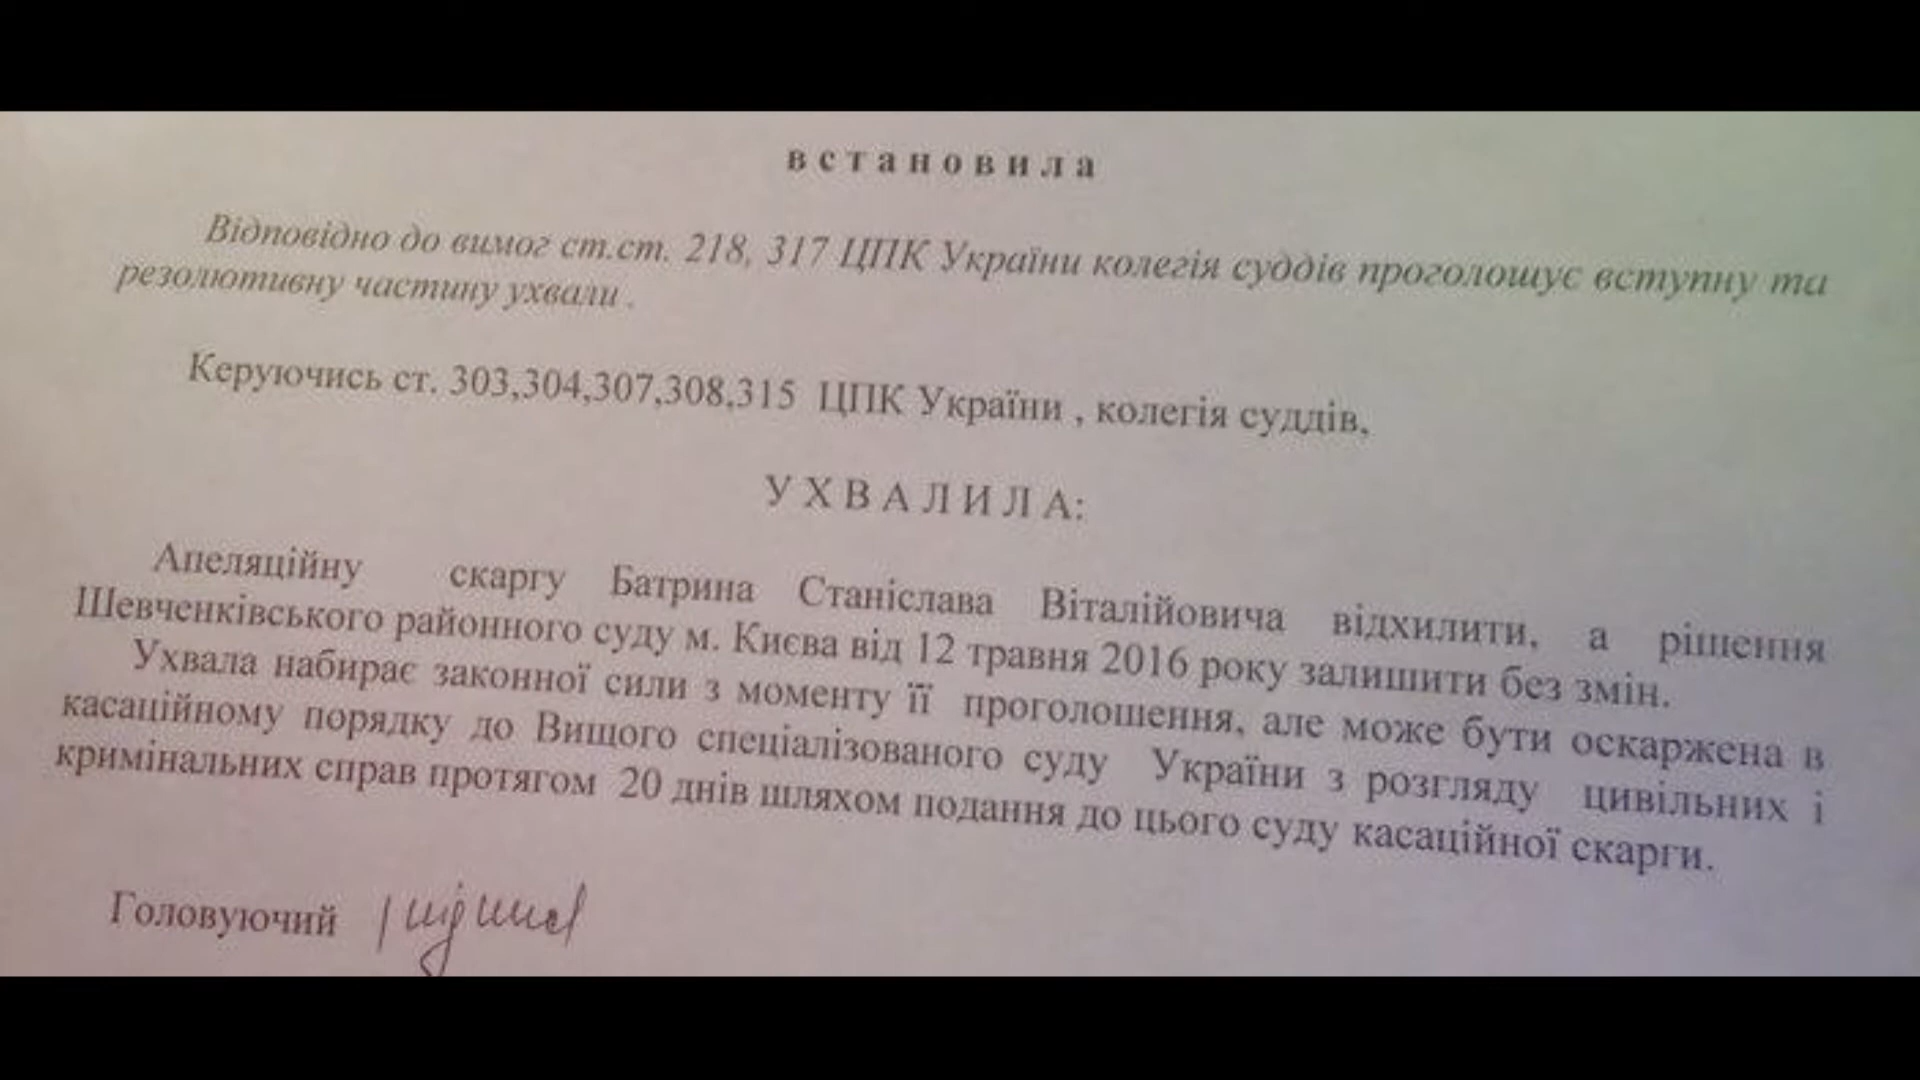 встановила
Відповідно до вимог ст.ст. 218, 317 ЦПК України колегія суддів проголошує вступну та
резолютивну частину ухвали .
Керуючись ст. 303,304,307,308,315 ЦПК України , колегія суддів,
УХВАЛИЛА:
Апеляційну скаргу Батрина Станіслава Віталійовича відхилити, а рішення
Шевченківського районного суду м. Києва від 12 травня 2016 року залишити без змін.
Ухвала набирає законної сили з моменту її проголошення, але може бути оскаржена в
касаційному порядку до Вищого спеціалізованого суду України з розгляду цивільних і
кримінальних справ протягом 20 днів шляхом подання до цього суду касаційної скарги.
Головуючий